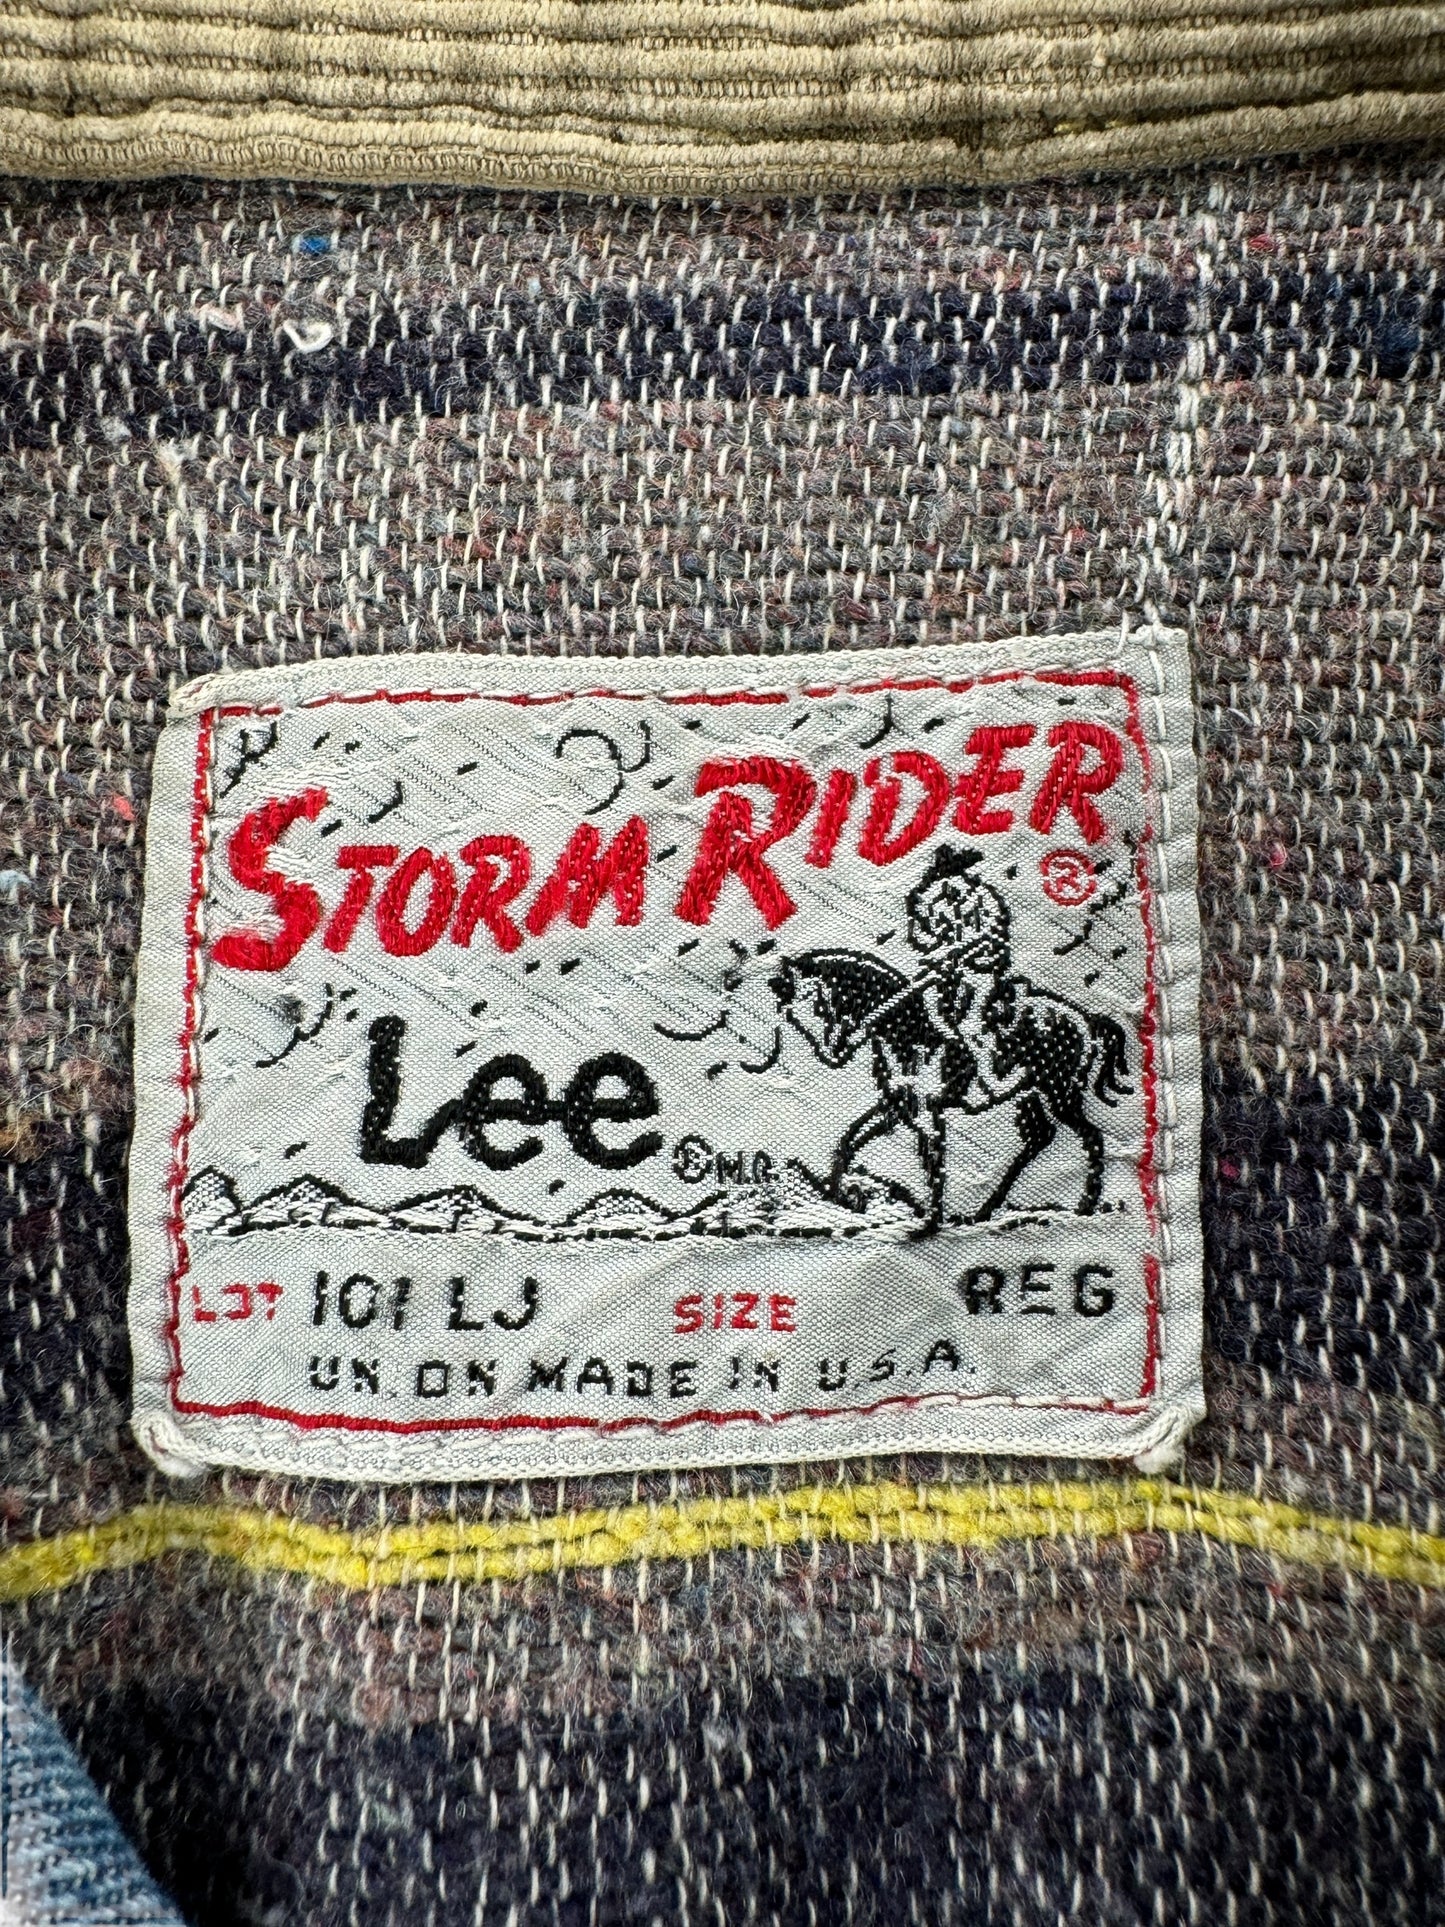 STORM RIDER ®
Lee ® M.R.
LOT 101 LJ SIZE REG
UNION MADE IN U.S.A.